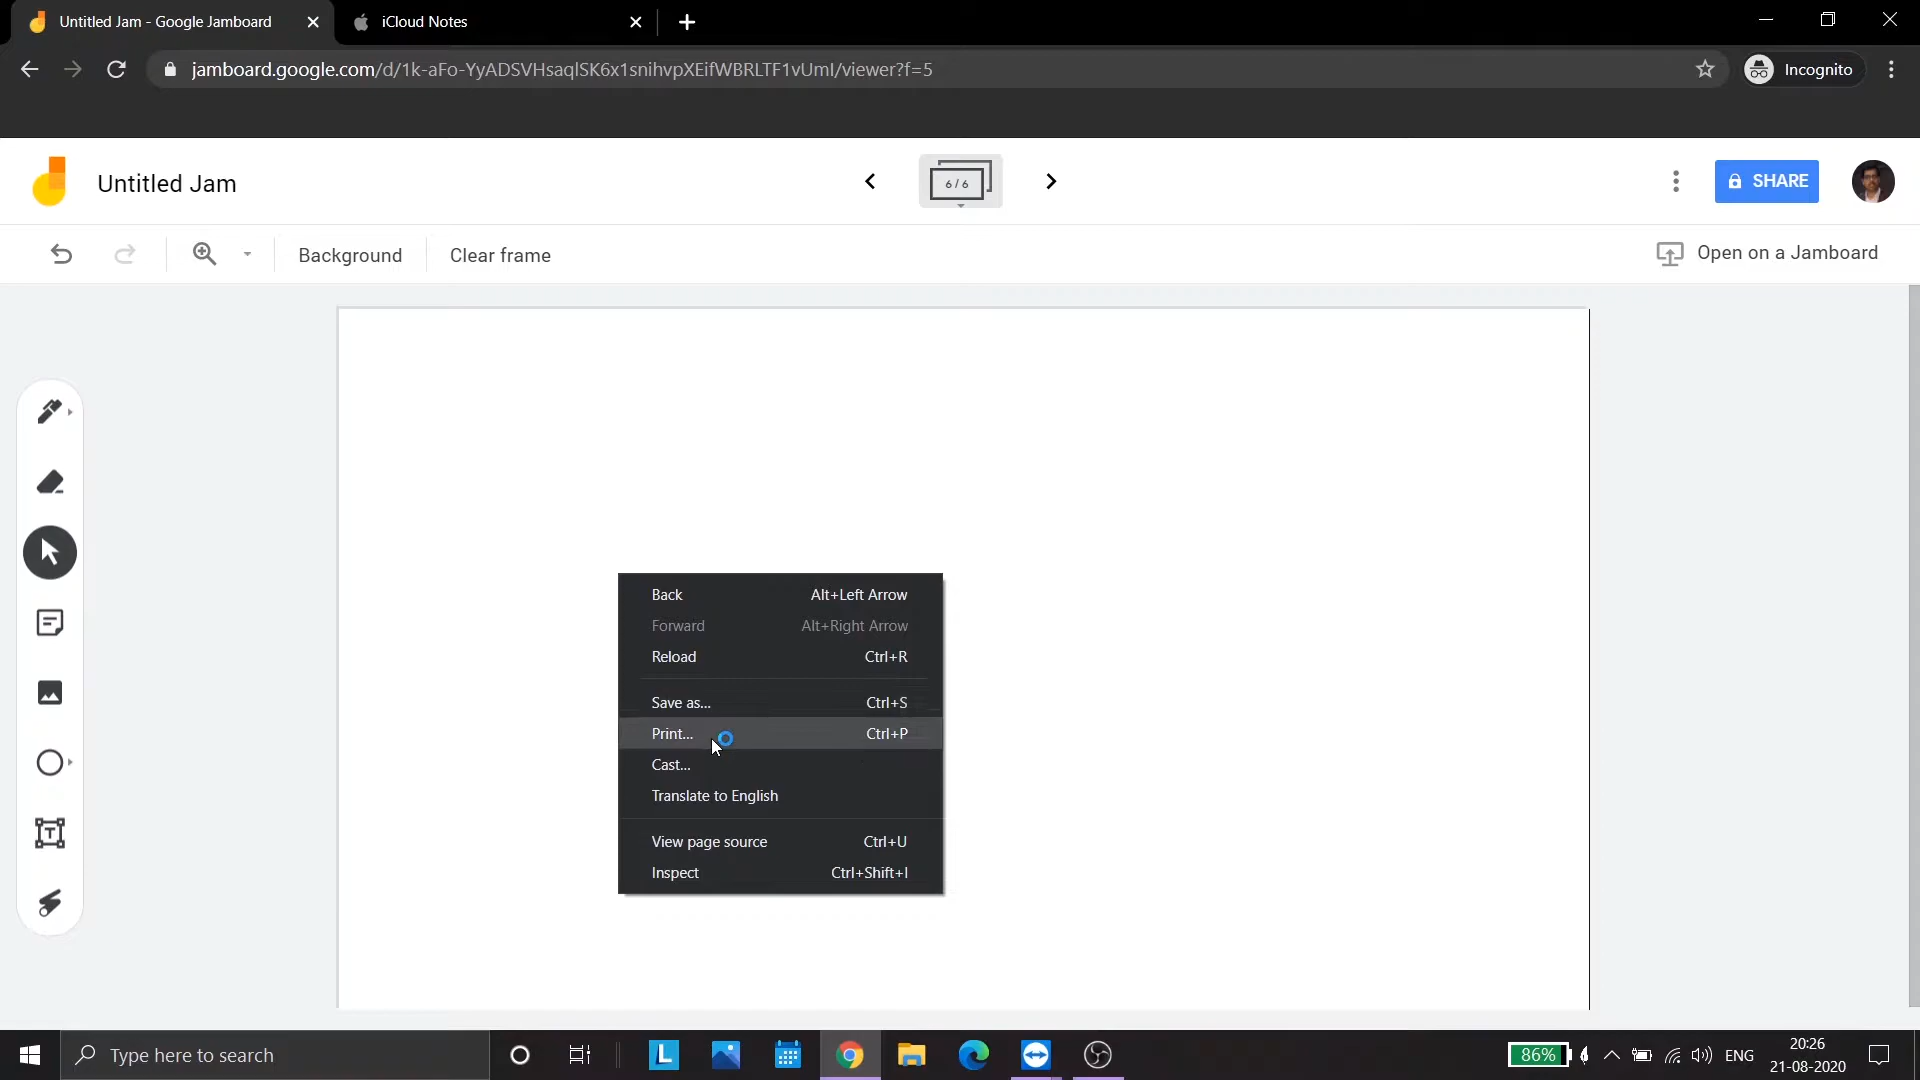 Untitled Jam - Google Jamboard
iCloud Notes
jamboard.google.com/d/1k-aFo-YyADSVHsaqlSK6x1snihvpXEifWBRLTF1vUmI/viewer?f=5
Incognito
Untitled Jam
6 / 6
SHARE
Background
Clear frame
Open on a Jamboard
Back Alt+Left Arrow
Forward Alt+Right Arrow
Reload Ctrl+R
Save as... Ctrl+S
Print... Ctrl+P
Cast...
Translate to English
View page source Ctrl+U
Inspect Ctrl+Shift+I
Type here to search
L
86%
ENG
20:26
21-08-2020